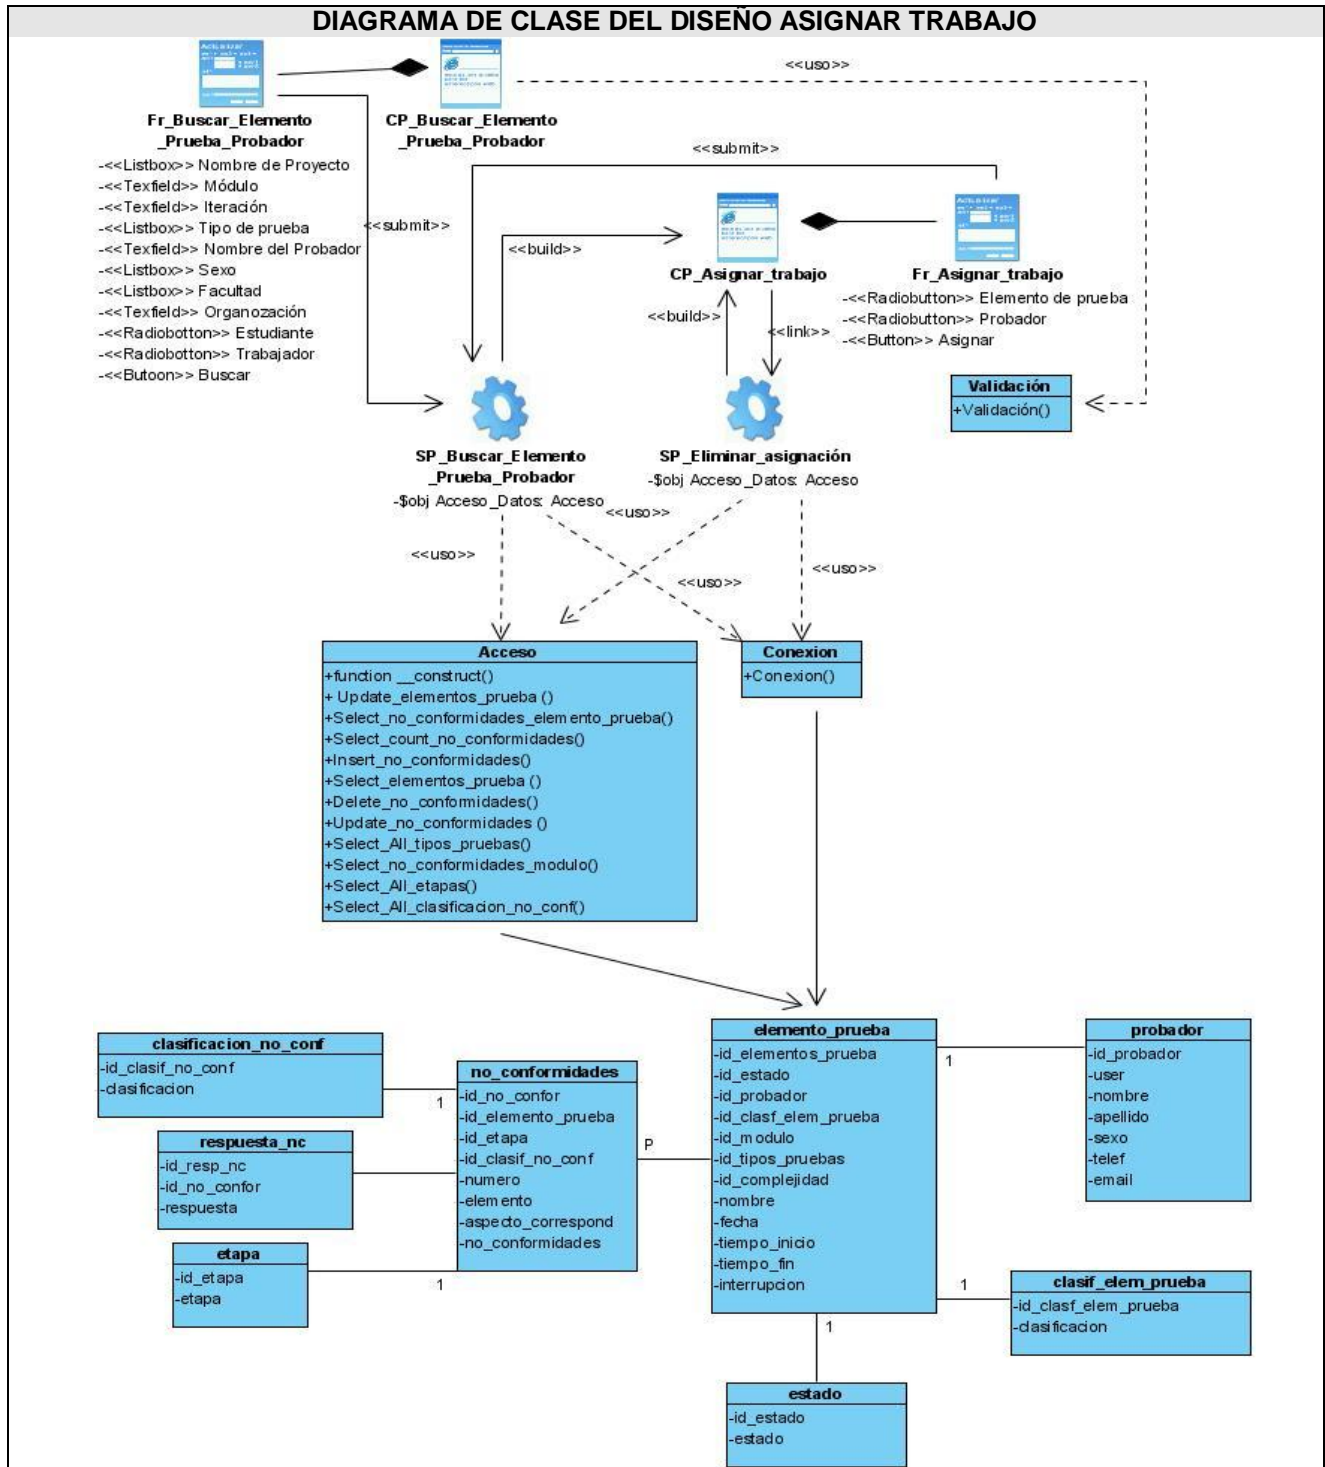 DIAGRAMA DE CLASE DEL DISEÑO ASIGNAR TRABAJO
<<uso>>
Fr_Buscar_Elemento
_Prueba_Probador
-<<Listbox>> Nombre de Proyecto
-<<Texfield>> Módulo
-<<Texfield>> Iteración
-<<Listbox>> Tipo de prueba
-<<Texfield>> Nombre del Probador
-<<Listbox>> Sexo
-<<Listbox>> Facultad
-<<Texfield>> Organozación
-<<Radiobotton>> Estudiante
-<<Radiobotton>> Trabajador
-<<Butoon>> Buscar
CP_Buscar_Elemento
_Prueba_Probador
<<submit>>
<<submit>>
<<build>>
CP_Asignar_trabajo
Fr_Asignar_trabajo
-<<Radiobutton>> Elemento de prueba
-<<Radiobutton>> Probador
-<<Button>> Asignar
<<build>>
<<link>>
Validación
+Validación()
SP_Buscar_Elemento
_Prueba_Probador
-$obj Acceso_Datos: Acceso
SP_Eliminar_asignación
-$obj Acceso_Datos: Acceso
<<uso>>
<<uso>>
<<uso>>
<<uso>>
Acceso
+function __construct()
+ Update_elementos_prueba ()
+Select_no_conformidades_elemento_prueba()
+Select_count_no_conformidades()
+Insert_no_conformidades()
+Select_elementos_prueba ()
+Delete_no_conformidades()
+Update_no_conformidades ()
+Select_All_tipos_pruebas()
+Select_no_conformidades_modulo()
+Select_All_etapas()
+Select_All_clasificacion_no_conf()
Conexion
+Conexion()
clasificacion_no_conf
-id_clasif_no_conf
-clasificacion
1
respuesta_nc
-id_resp_nc
-id_no_confor
-respuesta
etapa
-id_etapa
-etapa
1
no_conformidades
-id_no_confor
-id_elemento_prueba
-id_etapa
-id_clasif_no_conf
-numero
-elemento
-aspecto_correspond
-no_conformidades
P
elemento_prueba
-id_elementos_prueba
-id_estado
-id_probador
-id_clasf_elem_prueba
-id_modulo
-id_tipos_pruebas
-id_complejidad
-nombre
-fecha
-tiempo_inicio
-tiempo_fin
-interrupcion
1
probador
-id_probador
-user
-nombre
-apellido
-sexo
-telef
-email
1
clasif_elem_prueba
-id_clasf_elem_prueba
-clasificacion
1
estado
-id_estado
-estado